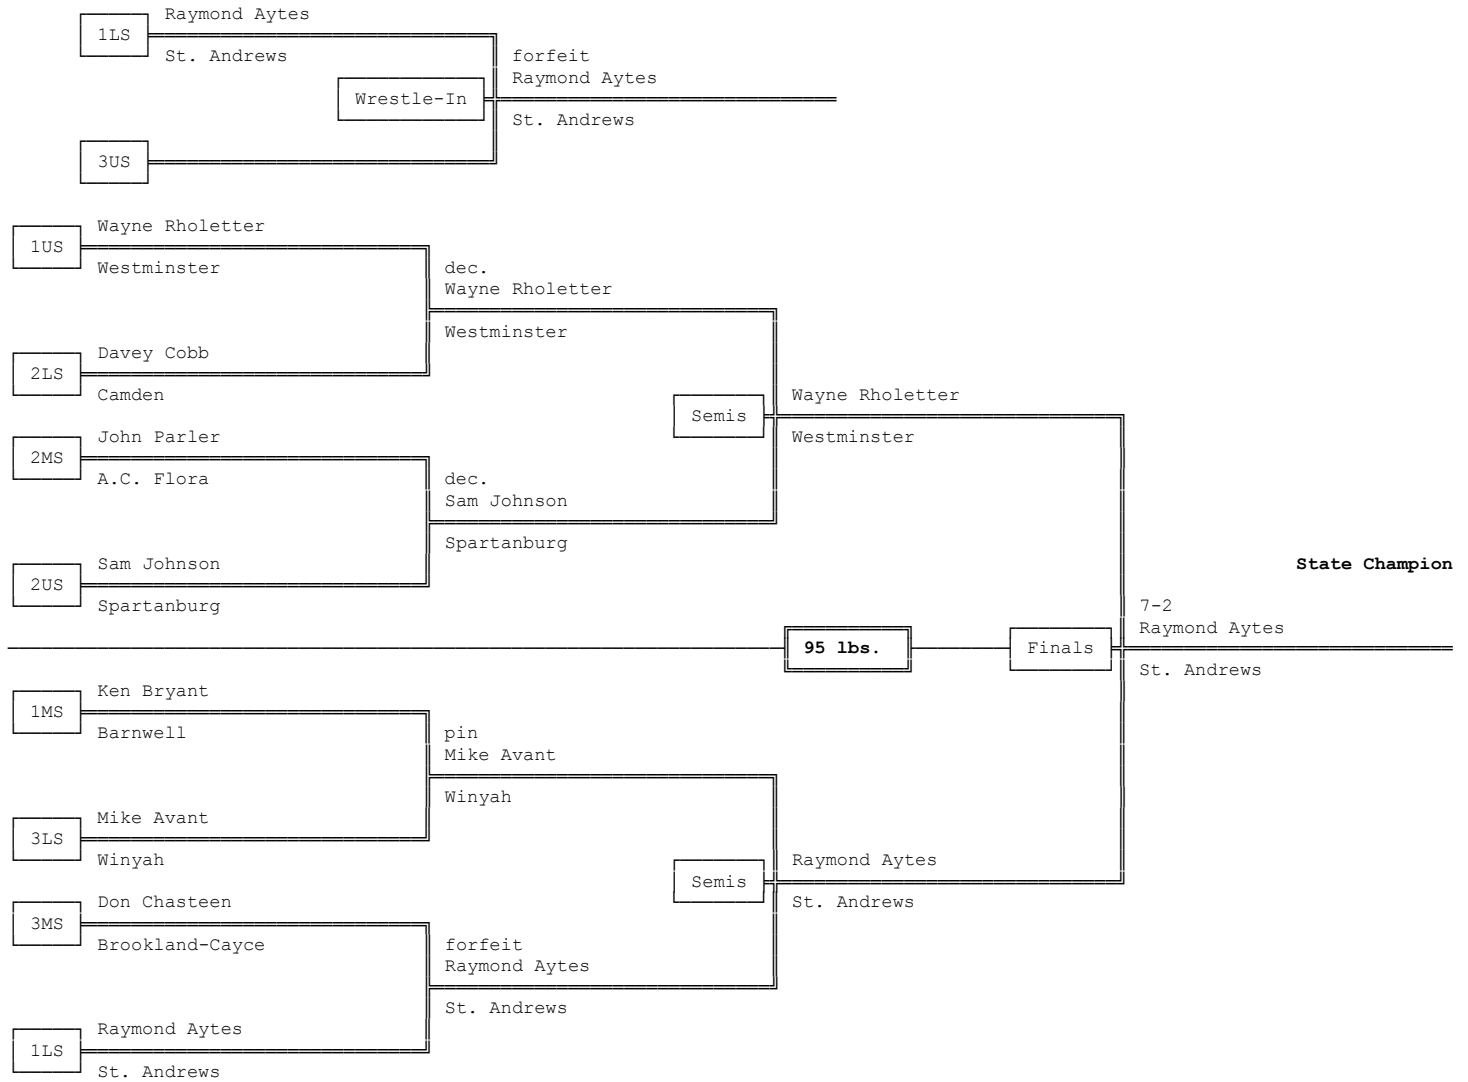 Raymond Aytes
1LS
St. Andrews
forfeit
Raymond Aytes
Wrestle-In
St. Andrews
3US
Wayne Rholetter
1US
Westminster
dec.
Wayne Rholetter
Westminster
Davey Cobb
2LS
Camden
Wayne Rholetter
Semis
Westminster
John Parler
2MS
A.C. Flora
dec.
Sam Johnson
Spartanburg
Sam Johnson
2US
Spartanburg
State Champion
7-2
Raymond Aytes
95 lbs.
Finals
St. Andrews
Ken Bryant
1MS
Barnwell
pin
Mike Avant
Winyah
Mike Avant
3LS
Winyah
Raymond Aytes
Semis
St. Andrews
Don Chasteen
3MS
Brookland-Cayce
forfeit
Raymond Aytes
St. Andrews
Raymond Aytes
1LS
St. Andrews